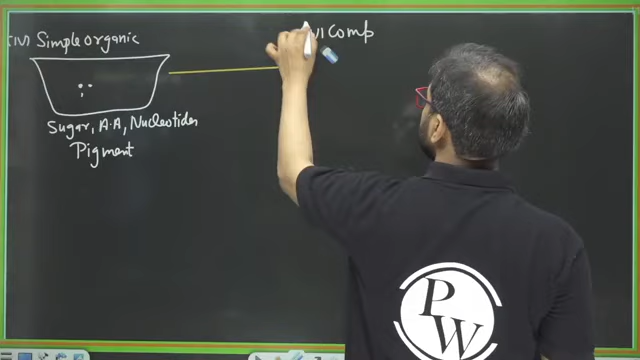 (iv) Simple organic
Sugar, A.A, Nucleotides
Pigment
Comp
PW